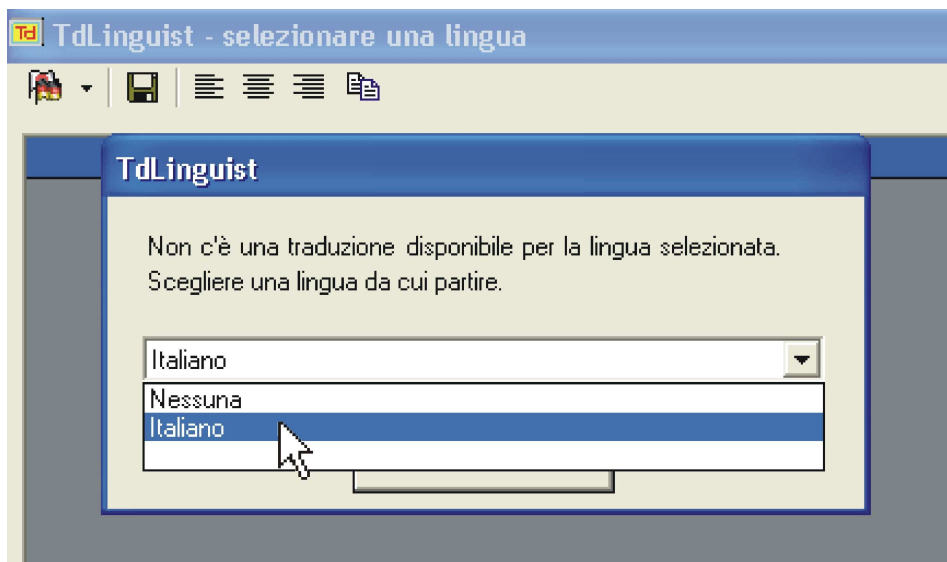 Td TdLinguist - selezionare una lingua
TdLinguist
Non c'è una traduzione disponibile per la lingua selezionata.
Scegliere una lingua da cui partire.
Italiano
Nessuna
Italiano